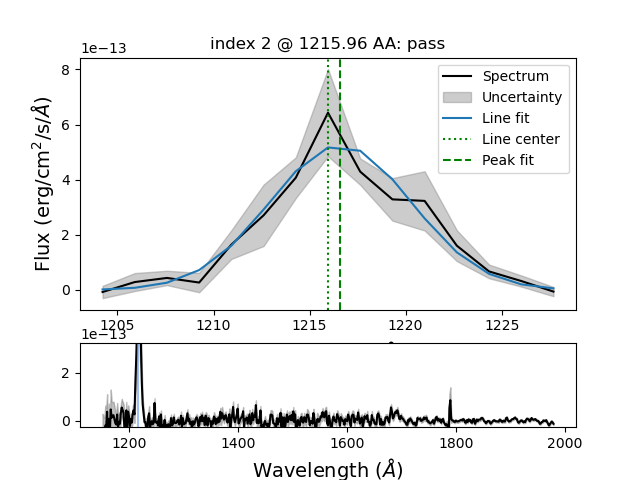 index 2 @ 1215.96 AA: pass
1e−13
Flux (erg/cm²/s/Å)
8
6
4
2
0
Spectrum
Uncertainty
Line fit
Line center
Peak fit
1205 1210 1215 1220 1225
1e−13
2
0
1200 1400 1600 1800 2000
Wavelength (Å)